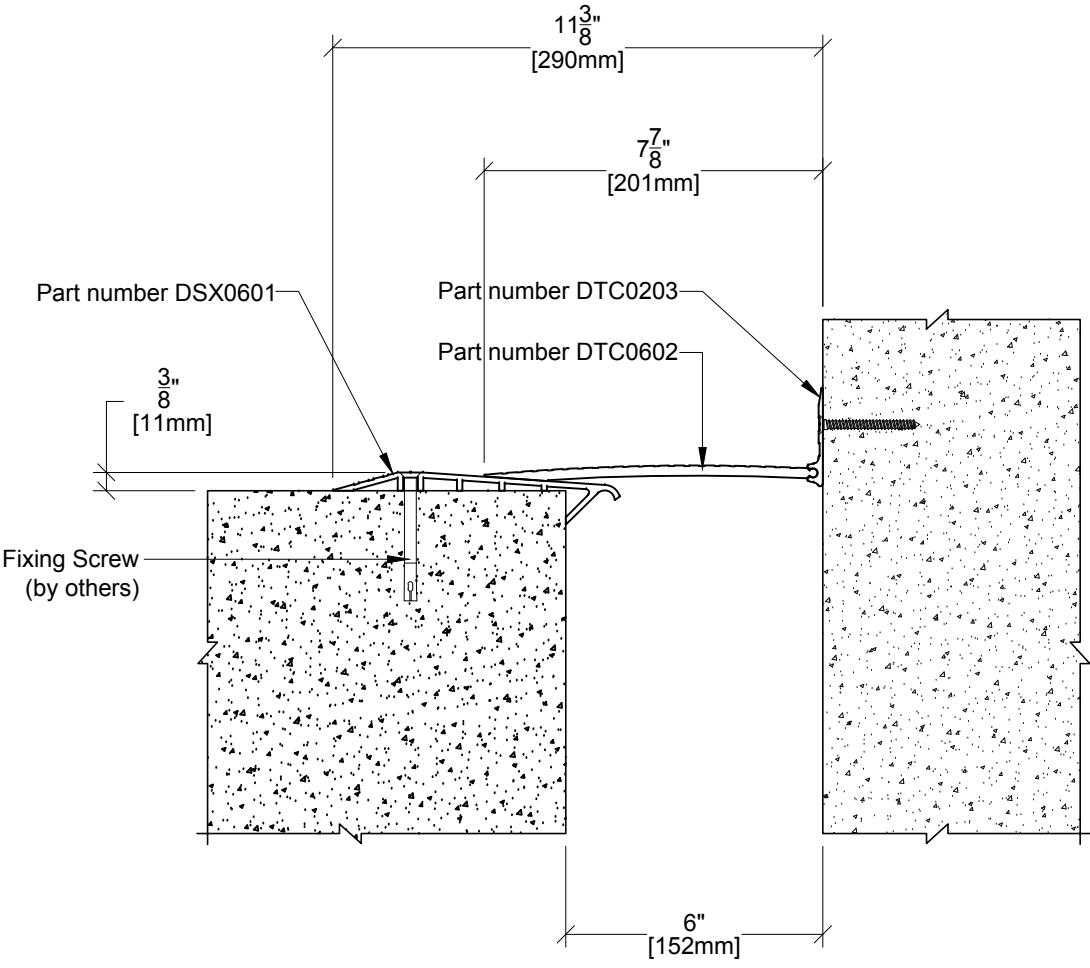 11 3/8"
[290mm]
7 7/8"
[201mm]
Part number DSX0601
Part number DTC0203
Part number DTC0602
3/8"
[11mm]
Fixing Screw
(by others)
6"
[152mm]